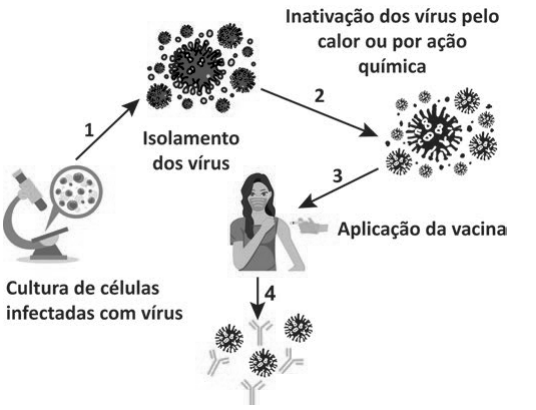 Inativação dos vírus pelo
calor ou por ação
química
1
2
Isolamento
dos vírus
3
Aplicação da vacina
Cultura de células
infectadas com vírus
4